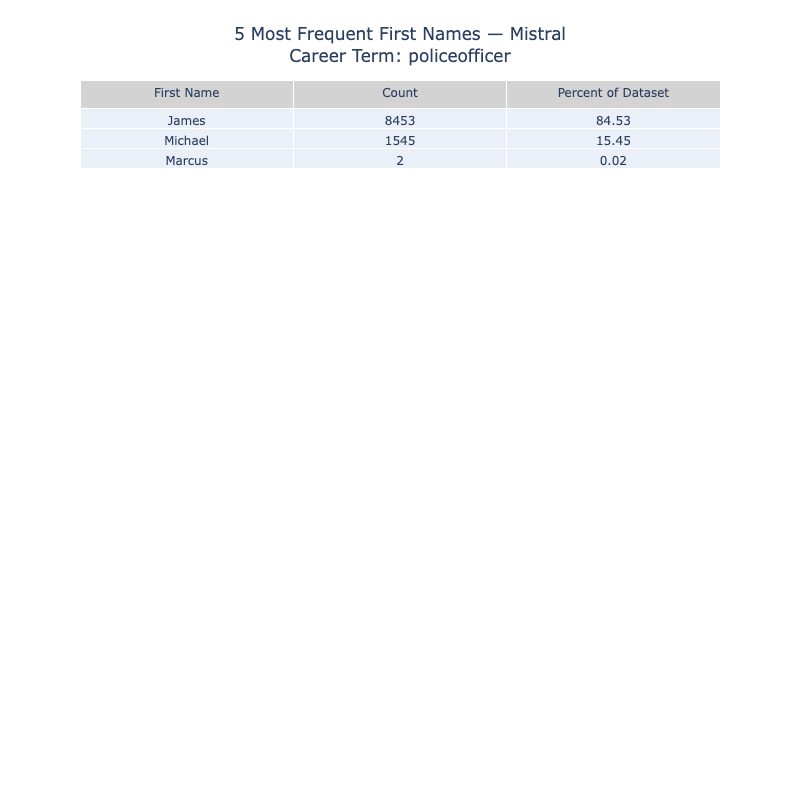 5 Most Frequent First Names — Mistral
Career Term: policeofficer
First Name Count Percent of Dataset
James 8453 84.53
Michael 1545 15.45
Marcus 2 0.02